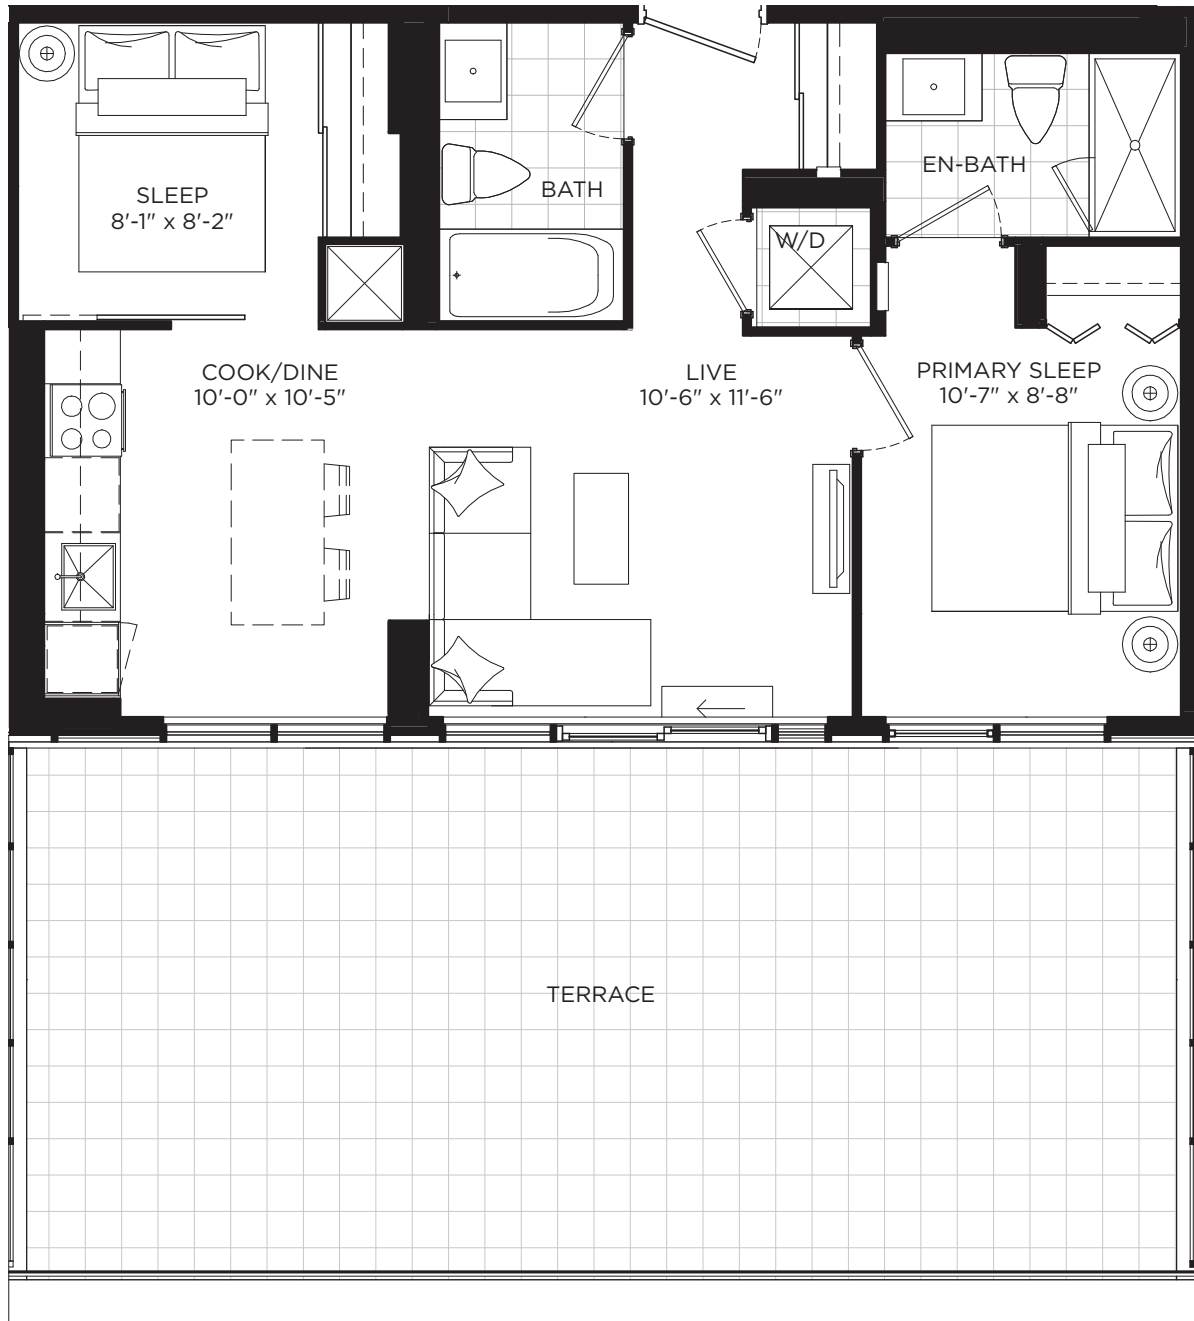 SLEEP
8'-1" x 8'-2"
BATH
W/D
EN-BATH
COOK/DINE
10'-0" x 10'-5"
LIVE
10'-6" x 11'-6"
PRIMARY SLEEP
10'-7" x 8'-8"
TERRACE